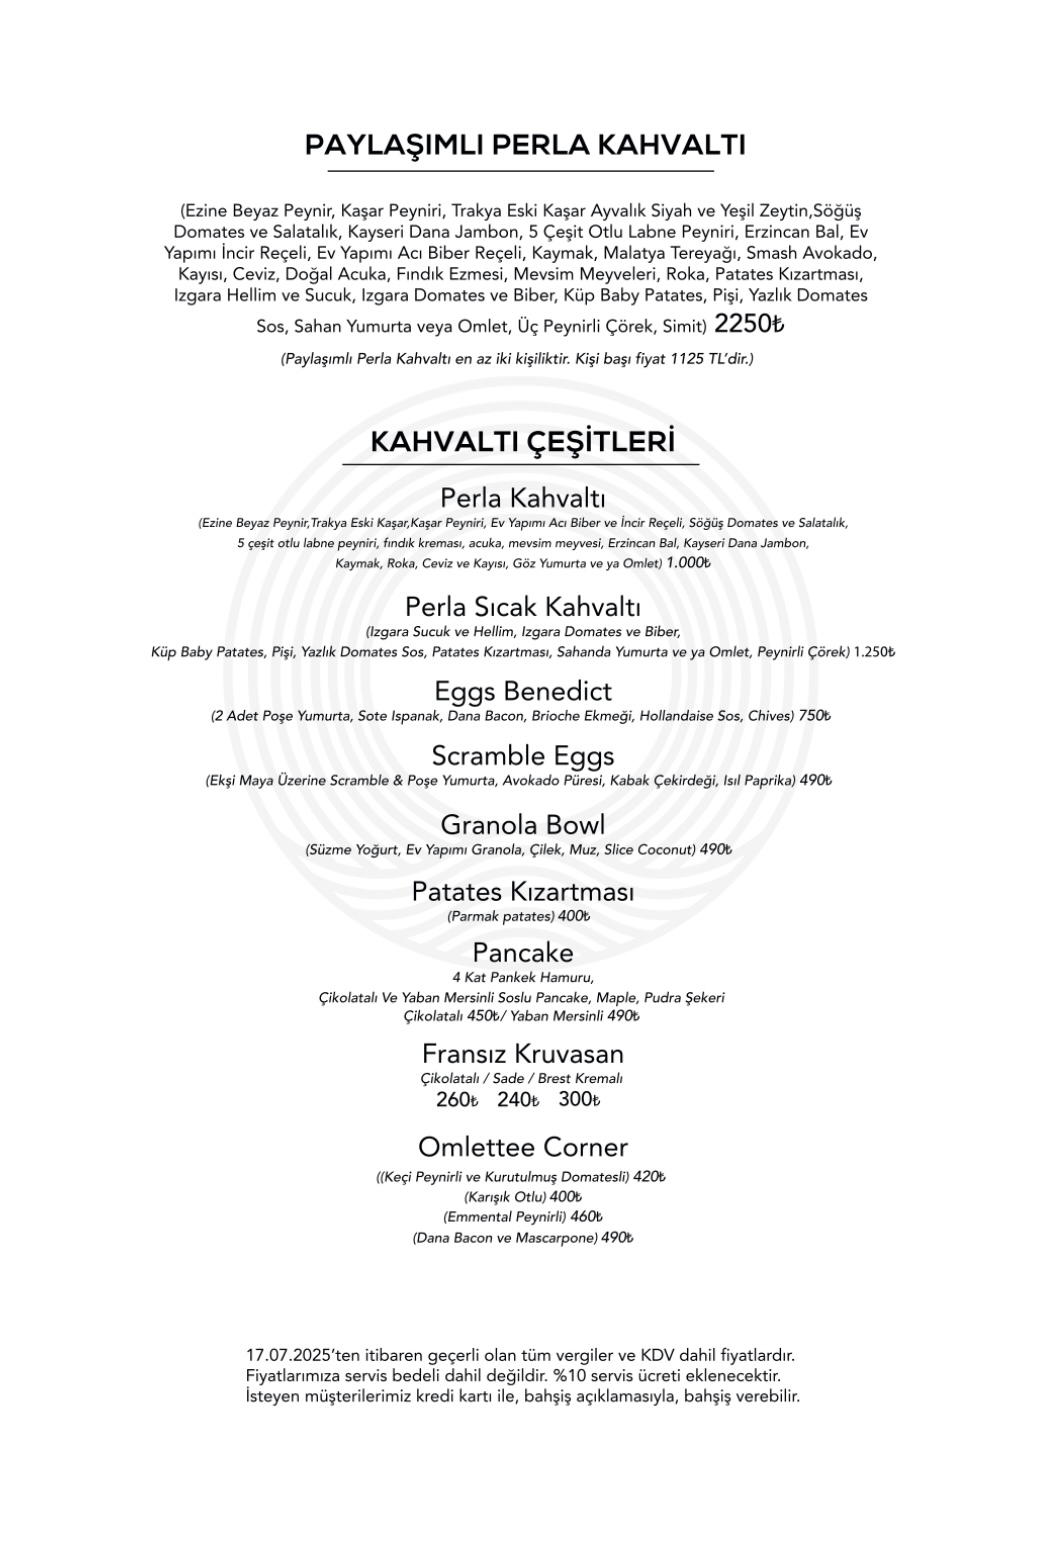 PAYLAŞIMLI PERLA KAHVALTI
(Ezine Beyaz Peynir, Kaşar Peyniri, Trakya Eski Kaşar Ayvalık Siyah ve Yeşil Zeytin,Söğüş
Domates ve Salatalık, Kayseri Dana Jambon, 5 Çeşit Otlu Labne Peyniri, Erzincan Bal, Ev
Yapımı İncir Reçeli, Ev Yapımı Acı Biber Reçeli, Kaymak, Malatya Tereyağı, Smash Avokado,
Kayısı, Ceviz, Doğal Acuka, Fındık Ezmesi, Mevsim Meyveleri, Roka, Patates Kızartması,
Izgara Hellim ve Sucuk, Izgara Domates ve Biber, Küp Baby Patates, Pişi, Yazlık Domates
Sos, Sahan Yumurta veya Omlet, Üç Peynirli Çörek, Simit) 2250₺
(Paylaşımlı Perla Kahvaltı en az iki kişiliktir. Kişi başı fiyat 1125 TL’dir.)
KAHVALTI ÇEŞİTLERİ
Perla Kahvaltı
(Ezine Beyaz Peynir,Trakya Eski Kaşar,Kaşar Peyniri, Ev Yapımı Acı Biber ve İncir Reçeli, Söğüş Domates ve Salatalık,
5 çeşit otlu labne peyniri, fındık kreması, acuka, mevsim meyvesi, Erzincan Bal, Kayseri Dana Jambon,
Kaymak, Roka, Ceviz ve Kayısı, Göz Yumurta ve ya Omlet) 1.000₺
Perla Sıcak Kahvaltı
(Izgara Sucuk ve Hellim, Izgara Domates ve Biber,
Küp Baby Patates, Pişi, Yazlık Domates Sos, Patates Kızartması, Sahanda Yumurta ve ya Omlet, Peynirli Çörek) 1.250₺
Eggs Benedict
(2 Adet Poşe Yumurta, Sote Ispanak, Dana Bacon, Brioche Ekmeği, Hollandaise Sos, Chives) 750₺
Scramble Eggs
(Ekşi Maya Üzerine Scramble & Poşe Yumurta, Avokado Püresi, Kabak Çekirdeği, Isıl Paprika) 490₺
Granola Bowl
(Süzme Yoğurt, Ev Yapımı Granola, Çilek, Muz, Slice Coconut) 490₺
Patates Kızartması
(Parmak patates) 400₺
Pancake
4 Kat Pankek Hamuru,
Çikolatalı Ve Yaban Mersinli Soslu Pancake, Maple, Pudra Şekeri
Çikolatalı 450₺/ Yaban Mersinli 490₺
Fransız Kruvasan
Çikolatalı / Sade / Brest Kremalı
260₺ 240₺ 300₺
Omlettee Corner
((Keçi Peynirli ve Kurutulmuş Domatesli) 420₺
(Karışık Otlu) 400₺
(Emmental Peynirli) 460₺
(Dana Bacon ve Mascarpone) 490₺
17.07.2025’ten itibaren geçerli olan tüm vergiler ve KDV dahil fiyatlardır.
Fiyatlarımıza servis bedeli dahil değildir. %10 servis ücreti eklenecektir.
İsteyen müşterilerimiz kredi kartı ile, bahşiş açıklamasıyla, bahşiş verebilir.